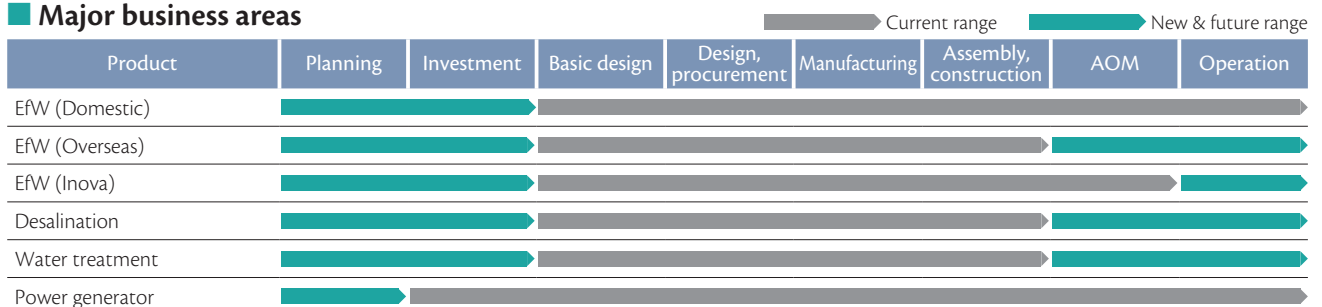 Major business areas
Current range
New & future range
Product
Planning
Investment
Basic design
Design,
procurement
Manufacturing
Assembly,
construction
AOM
Operation
EfW (Domestic)
EfW (Overseas)
EfW (Inova)
Desalination
Water treatment
Power generator